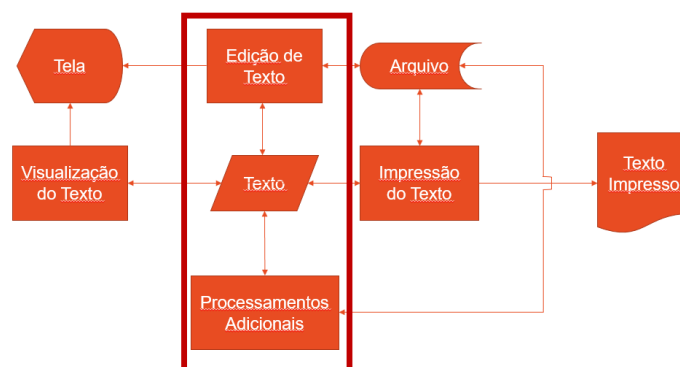 Tela
Edição de
Texto
Arquivo
Visualização
do Texto
Texto
Impressão
do Texto
Texto
Impresso
Processamentos
Adicionais